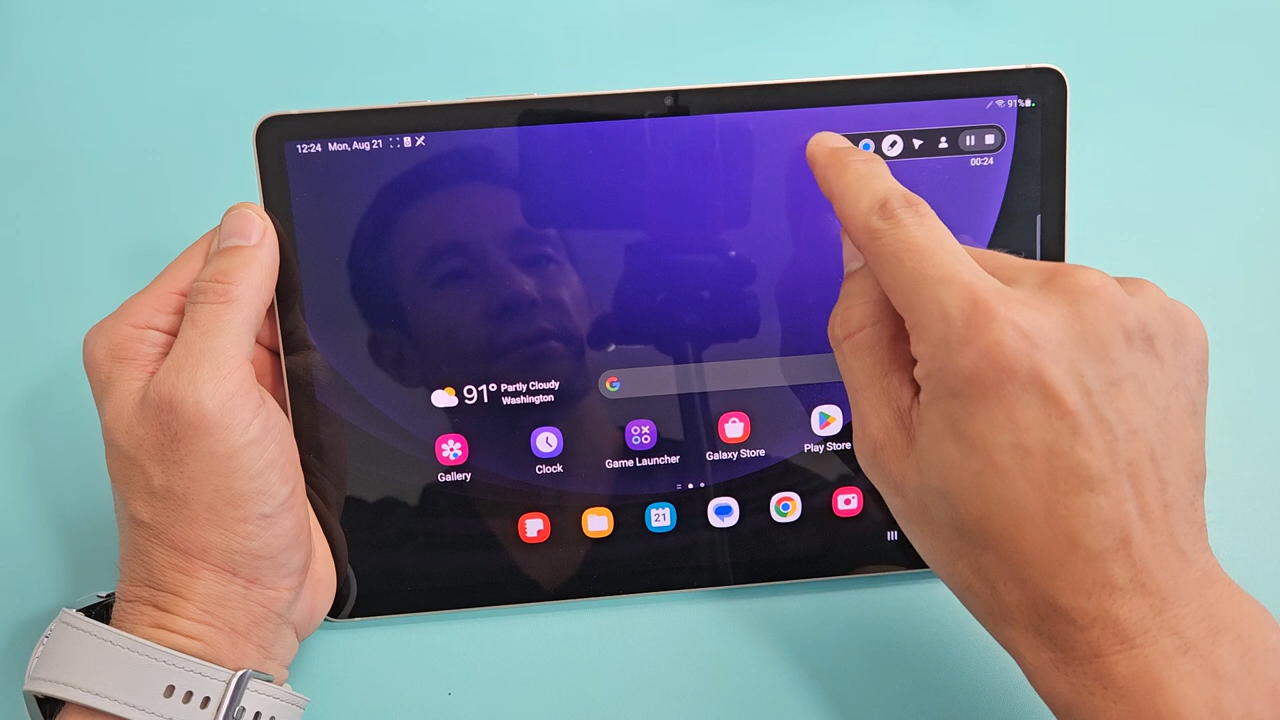 12:24 Mon, Aug 21
91%
00:24
91° Partly Cloudy
Washington
G
Gallery
Clock
Game Launcher
Galaxy Store
Play Store
21